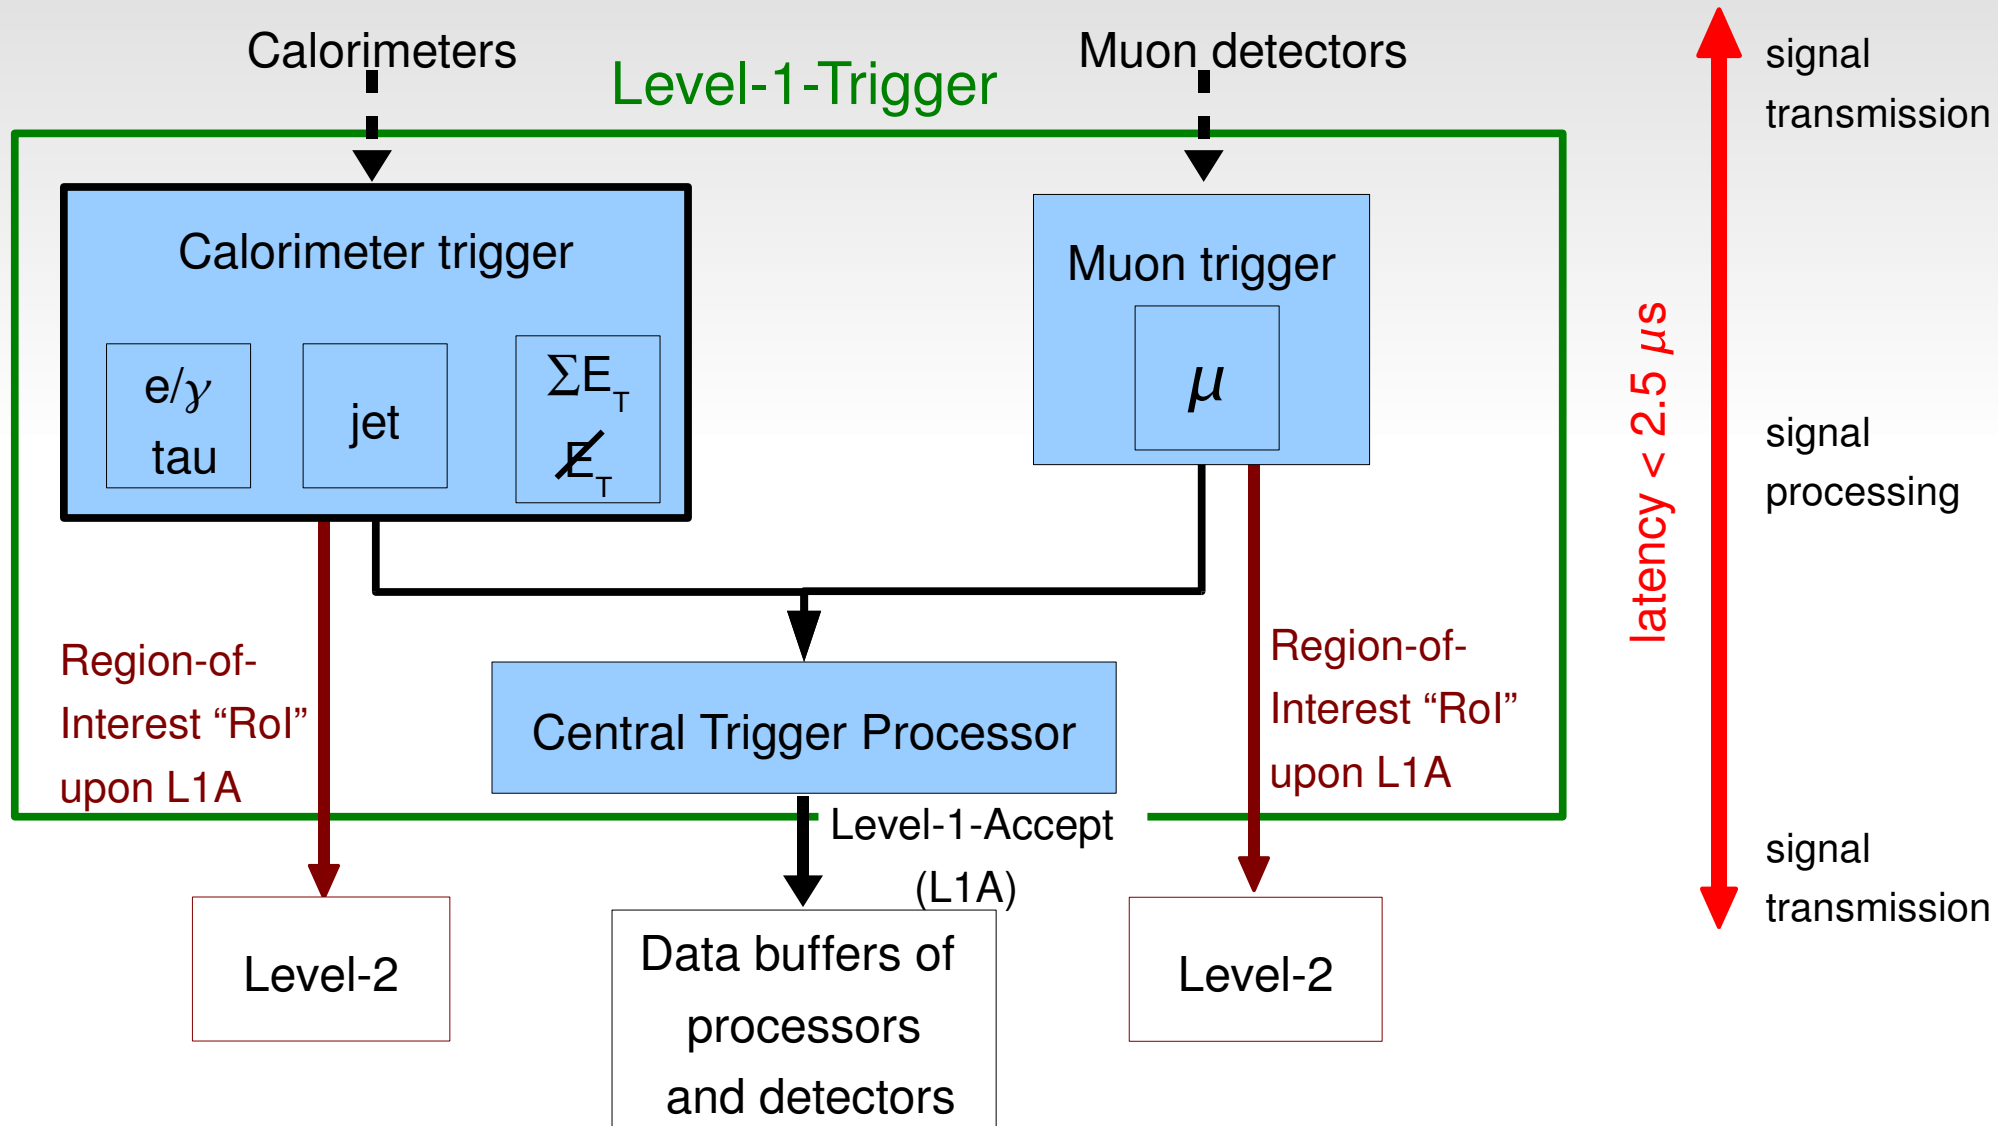 Calorimeters
Muon detectors
Level-1-Trigger
signal
transmission
Calorimeter trigger
e/γ
tau
jet
ΣE_T
E̸_T
Muon trigger
μ
latency < 2.5 μs
signal
processing
Region-of-
Interest “RoI”
upon L1A
Central Trigger Processor
Region-of-
Interest “RoI”
upon L1A
Level-1-Accept
(L1A)
signal
transmission
Level-2
Data buffers of
processors
and detectors
Level-2